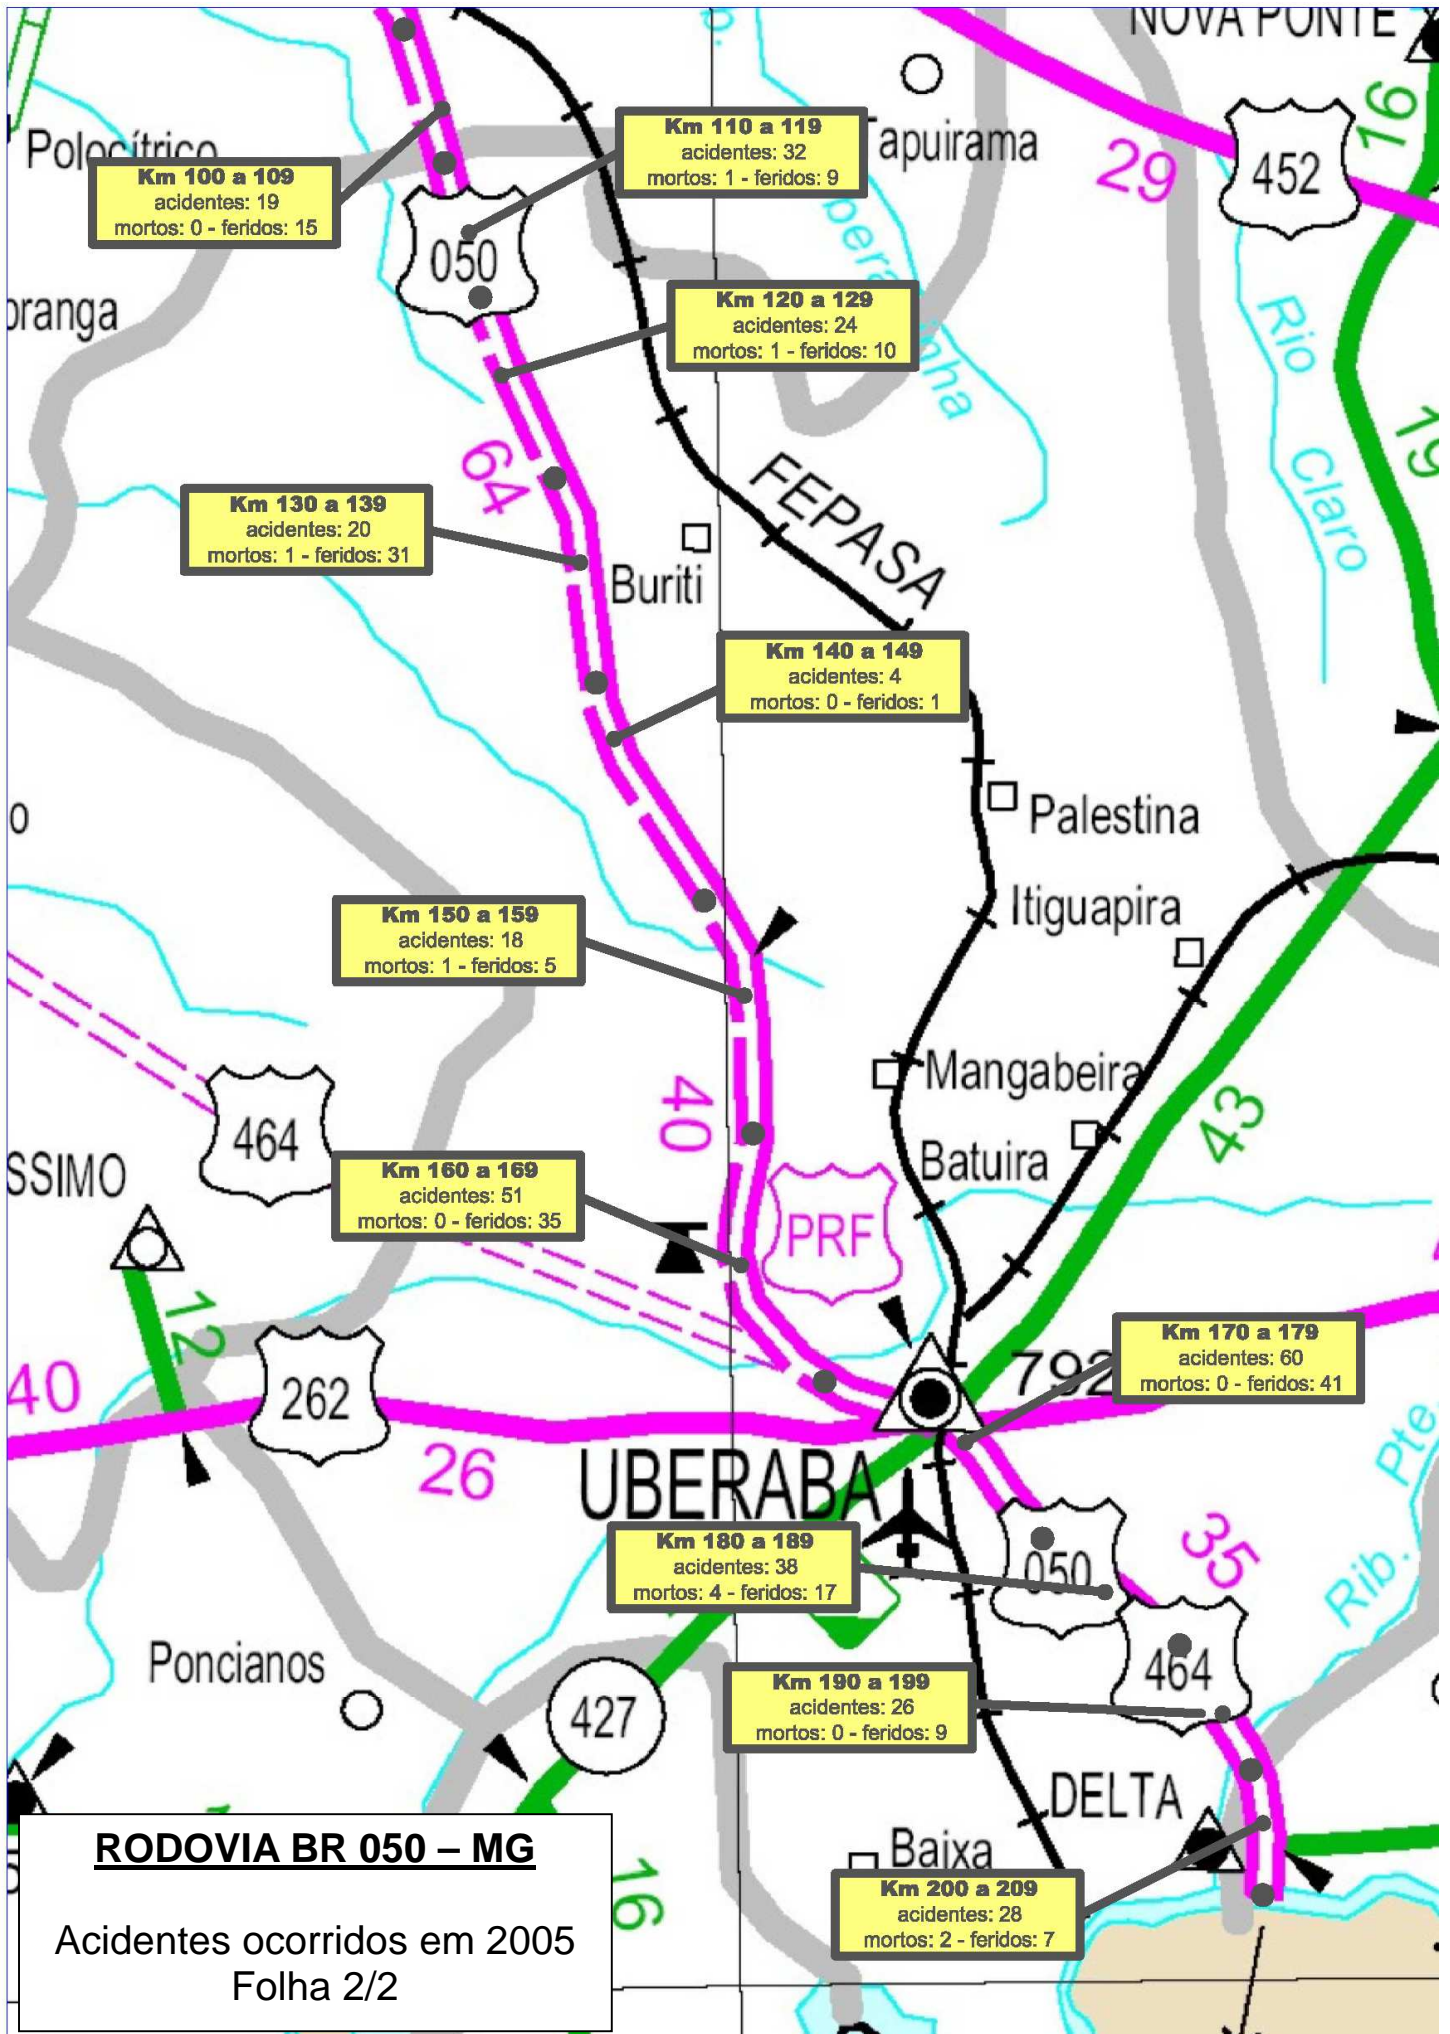 NOVA PONTE
Polocítrico
Km 100 a 109
acidentes: 19
mortos: 0 - feridos: 15
Km 110 a 119
acidentes: 32
mortos: 1 - feridos: 9
Tapuirama
29
452
16
050
Km 120 a 129
acidentes: 24
mortos: 1 - feridos: 10
oranga
Rio
Claro
19
64
FEPASA
Km 130 a 139
acidentes: 20
mortos: 1 - feridos: 31
Buriti
Km 140 a 149
acidentes: 4
mortos: 0 - feridos: 1
o
Palestina
Itiguapira
Km 150 a 159
acidentes: 18
mortos: 1 - feridos: 5
Mangabeira
40
43
464
Batuira
SSIMO
Km 160 a 169
acidentes: 51
mortos: 0 - feridos: 35
PRF
12
Km 170 a 179
acidentes: 60
mortos: 0 - feridos: 41
792
40
262
26
UBERABA
Pte.
Rib.
35
Km 180 a 189
acidentes: 38
mortos: 4 - feridos: 17
050
464
Poncianos
Km 190 a 199
acidentes: 26
mortos: 0 - feridos: 9
427
DELTA
Baixa
16
Km 200 a 209
acidentes: 28
mortos: 2 - feridos: 7
RODOVIA BR 050 – MG
Acidentes ocorridos em 2005
Folha 2/2